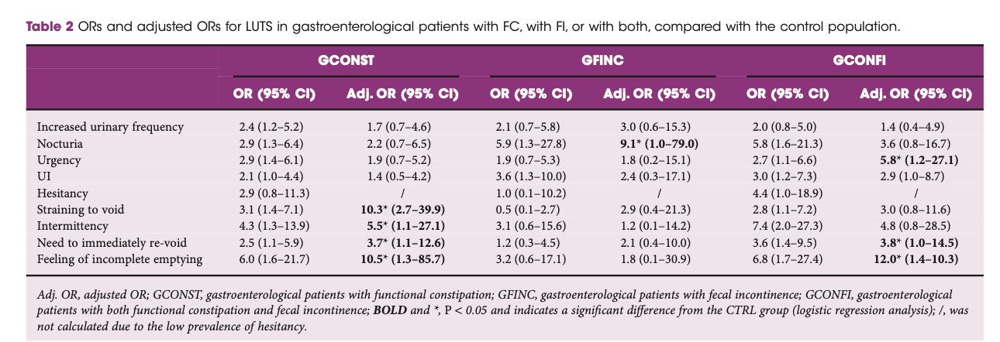 Table 2 ORs and adjusted ORs for LUTS in gastroenterological patients with FC, with FI, or with both, compared with the control population.
GCONST GFINC GCONFI
OR (95% CI) Adj. OR (95% CI) OR (95% CI) Adj. OR (95% CI) OR (95% CI) Adj. OR (95% CI)
Increased urinary frequency 2.4 (1.2–5.2) 1.7 (0.7–4.6) 2.1 (0.7–5.8) 3.0 (0.6–15.3) 2.0 (0.8–5.0) 1.4 (0.4–4.9)
Nocturia 2.9 (1.3–6.4) 2.2 (0.7–6.5) 5.9 (1.3–27.8) 9.1* (1.0–79.0) 5.8 (1.6–21.3) 3.6 (0.8–16.7)
Urgency 2.9 (1.4–6.1) 1.9 (0.7–5.2) 1.9 (0.7–5.3) 1.8 (0.2–15.1) 2.7 (1.1–6.6) 5.8* (1.2–27.1)
UI 2.1 (1.0–4.4) 1.4 (0.5–4.2) 3.6 (1.3–10.0) 2.4 (0.3–17.1) 3.0 (1.2–7.3) 2.9 (1.0–8.7)
Hesitancy 2.9 (0.8–11.3) / 1.0 (0.1–10.2) / 4.4 (1.0–18.9) /
Straining to void 3.1 (1.4–7.1) 10.3* (2.7–39.9) 0.5 (0.1–2.7) 2.9 (0.4–21.3) 2.8 (1.1–7.2) 3.0 (0.8–11.6)
Intermittency 4.3 (1.3–13.9) 5.5* (1.1–27.1) 3.1 (0.6–15.6) 1.2 (0.1–14.2) 7.4 (2.0–27.3) 4.8 (0.8–28.5)
Need to immediately re-void 2.5 (1.1–5.9) 3.7* (1.1–12.6) 1.2 (0.3–4.5) 2.1 (0.4–10.0) 3.6 (1.4–9.5) 3.8* (1.0–14.5)
Feeling of incomplete emptying 6.0 (1.6–21.7) 10.5* (1.3–85.7) 3.2 (0.6–17.1) 1.8 (0.1–30.9) 6.8 (1.7–27.4) 12.0* (1.4–10.3)
Adj. OR, adjusted OR; GCONST, gastroenterological patients with functional constipation; GFINC, gastroenterological patients with fecal incontinence; GCONFI, gastroenterological
patients with both functional constipation and fecal incontinence; BOLD and *, P < 0.05 and indicates a significant difference from the CTRL group (logistic regression analysis); /, was
not calculated due to the low prevalence of hesitancy.